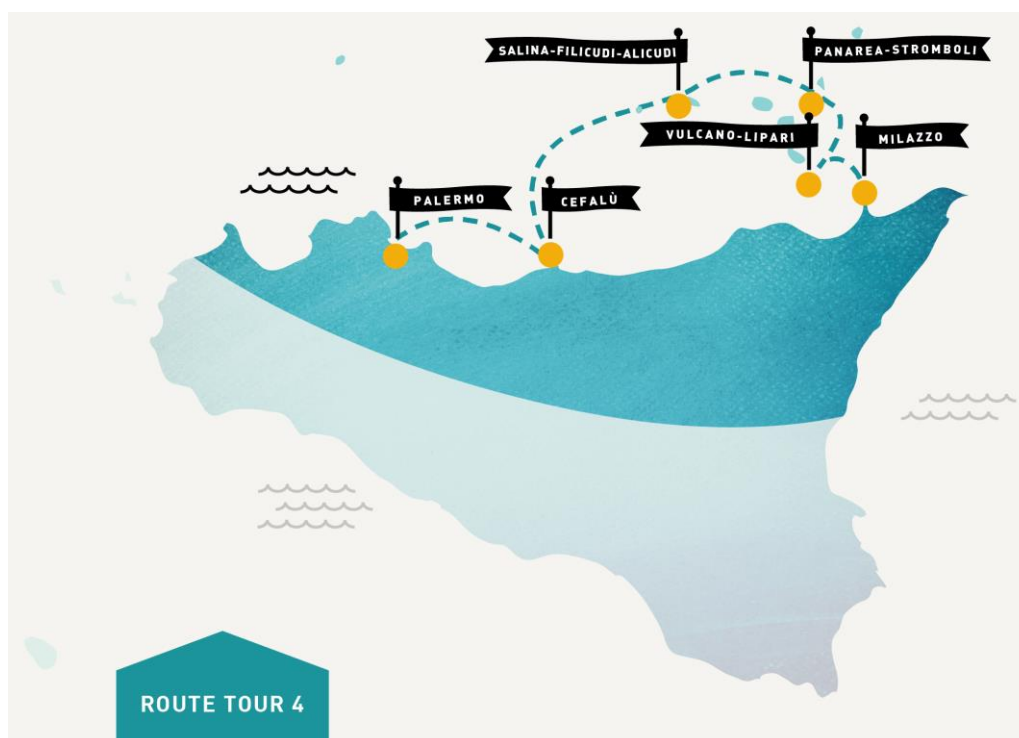 SALINA-FILICUDI-ALICUDI
PANAREA-STROMBOLI
VULCANO-LIPARI
MILAZZO
PALERMO
CEFALÙ
ROUTE TOUR 4